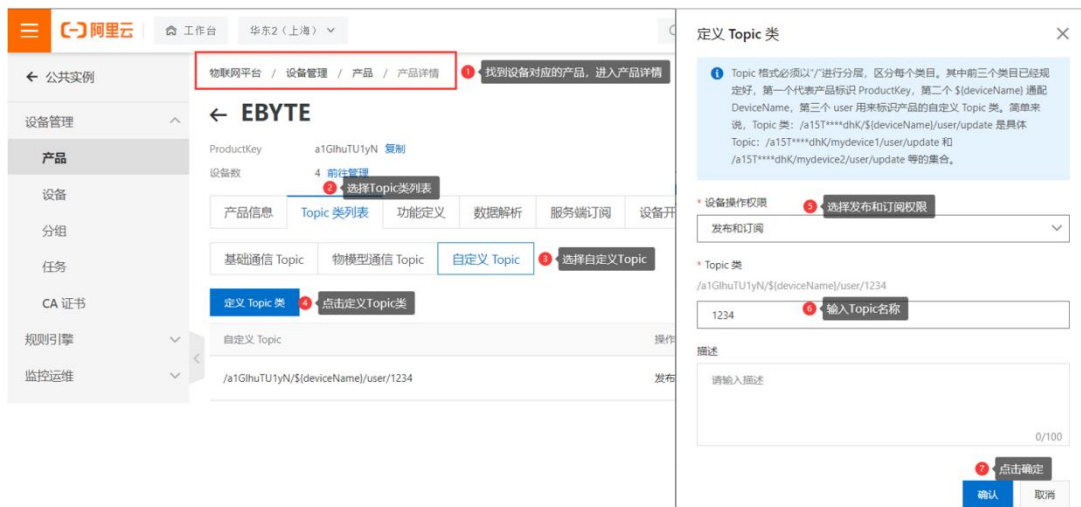 阿里云
工作台
华东2（上海）
公共实例
设备管理
产品
设备
分组
任务
CA 证书
规则引擎
监控运维
物联网平台 / 设备管理 / 产品 / 产品详情
1 找到设备对应的产品，进入产品详情
EBYTE
ProductKey a1GlhuTU1yN 复制
设备数 4 前往管理
2 选择Topic类列表
产品信息 Topic 类列表 功能定义 数据解析 服务端订阅 设备开
基础通信 Topic 物模型通信 Topic 自定义 Topic 3 选择自定义Topic
定义 Topic 类 4 点击定义Topic类
自定义 Topic 操作
/a1GlhuTU1yN/${deviceName}/user/1234 发布
定义 Topic 类
Topic 格式必须以"/"进行分层，区分每个类目。其中前三个类目已经规
定好，第一个代表产品标识 ProductKey，第二个 ${deviceName} 通配
DeviceName，第三个 user 用来标识产品的自定义 Topic 类。简单来
说，Topic 类：/a15T****dhK/${deviceName}/user/update 是具体
Topic：/a15T****dhK/mydevice1/user/update 和
/a15T****dhK/mydevice2/user/update 等的集合。
* 设备操作权限 5 选择发布和订阅权限
发布和订阅
* Topic 类
/a1GlhuTU1yN/${deviceName}/user/1234
1234 6 输入Topic名称
描述
请输入描述
0/100
7 点击确定
确认 取消